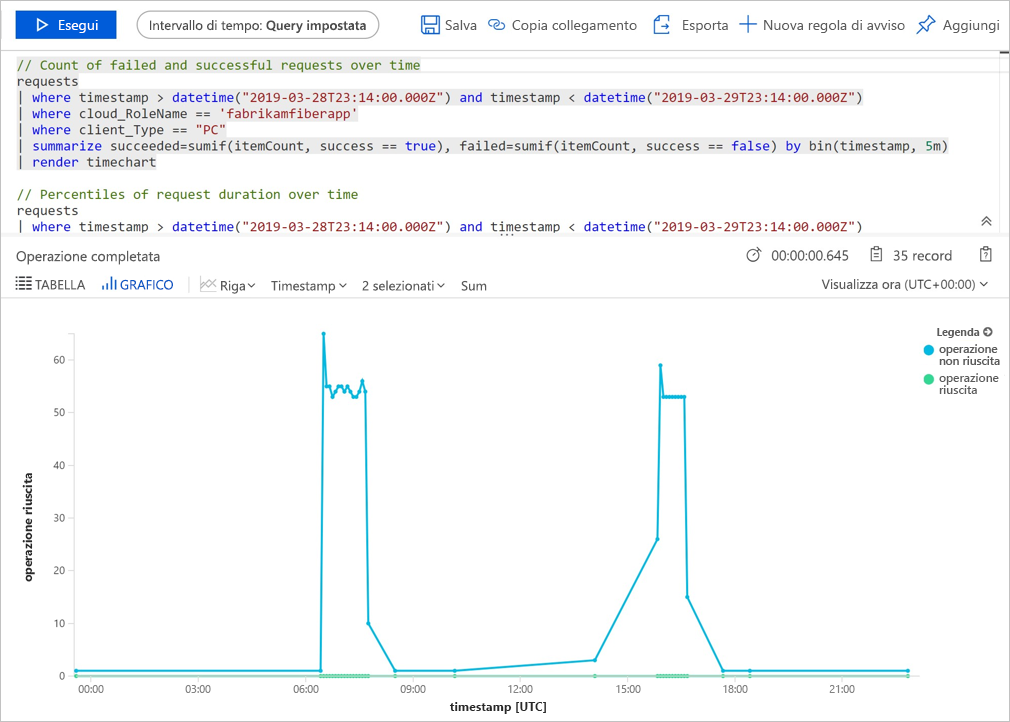 Esegui
Intervallo di tempo: Query impostata
Salva
Copia collegamento
Esporta
Nuova regola di avviso
Aggiungi
// Count of failed and successful requests over time
requests
| where timestamp > datetime("2019-03-28T23:14:00.000Z") and timestamp < datetime("2019-03-29T23:14:00.000Z")
| where cloud_RoleName == 'fabrikamfiberapp'
| where client_Type == "PC"
| summarize succeeded=sumif(itemCount, success == true), failed=sumif(itemCount, success == false) by bin(timestamp, 5m)
| render timechart
// Percentiles of request duration over time
requests
| where timestamp > datetime("2019-03-28T23:14:00.000Z") and timestamp < datetime("2019-03-29T23:14:00.000Z")
Operazione completata
00:00:00.645
35 record
TABELLA
GRAFICO
Riga
Timestamp
2 selezionati
Sum
Visualizza ora (UTC+00:00)
Legenda
operazione
non riuscita
operazione
riuscita
operazione riuscita
60
50
40
30
20
10
0
00:00
03:00
06:00
09:00
12:00
15:00
18:00
21:00
timestamp [UTC]